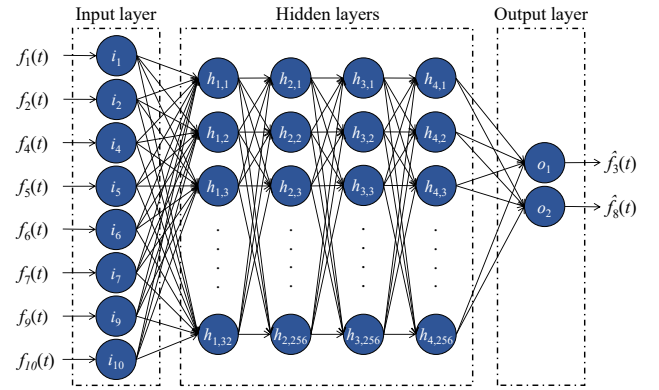 Input layer Hidden layers Output layer
f1(t) i1 h1,1 h2,1 h3,1 h4,1
f2(t) i2 h1,2 h2,2 h3,2 h4,2
f4(t) i4 h1,3 h2,3 h3,3 h4,3 o1 f̂3(t)
f5(t) i5 o2 f̂8(t)
f6(t) i6
f7(t) i7
f9(t) i9 h1,32 h2,256 h3,256 h4,256
f10(t) i10